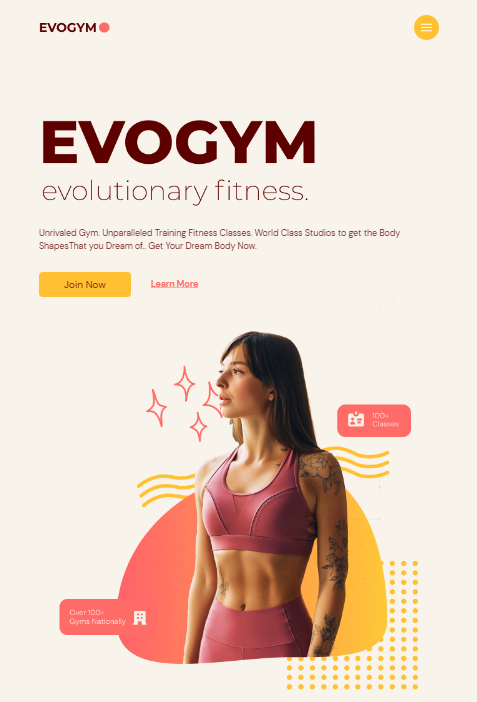 EVOGYM
EVOGYM
evolutionary fitness.
Unrivaled Gym. Unparalleled Training Fitness Classes. World Class Studios to get the Body
ShapesThat you Dream of.. Get Your Dream Body Now.
Join Now
Learn More
100+
Classes
Over 100+
Gyms Nationally